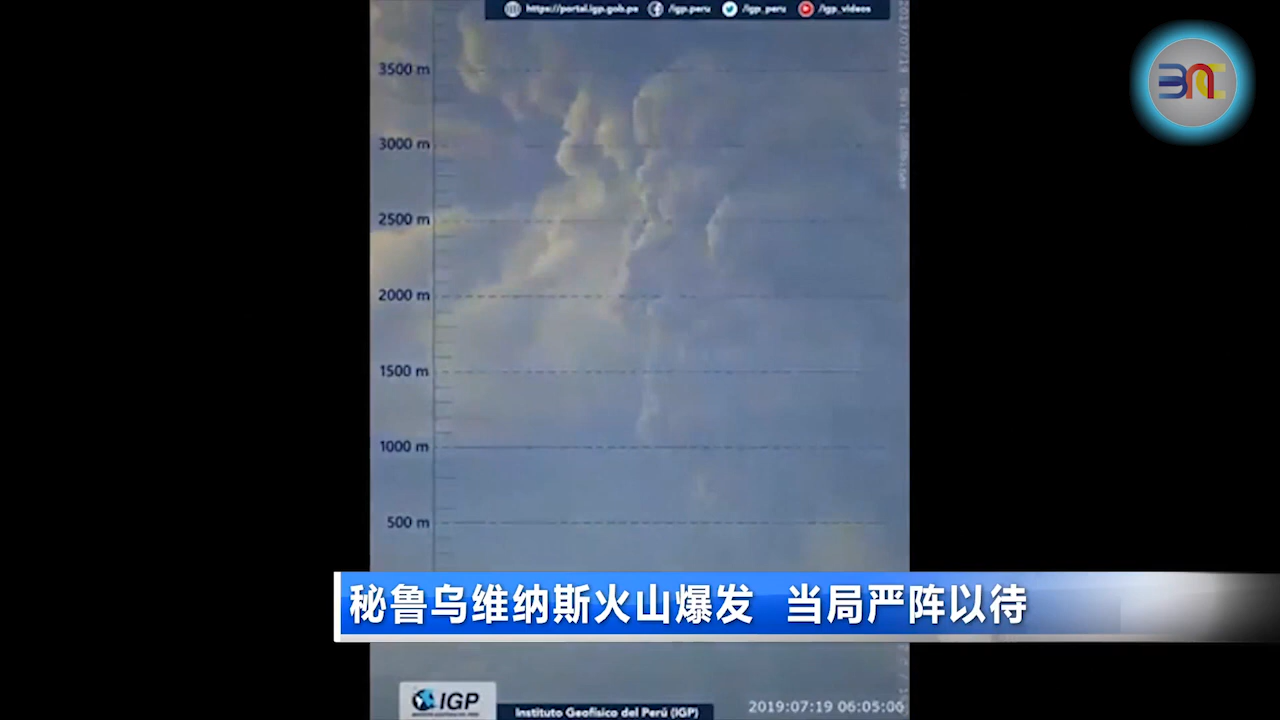 https://portal.igp.gob.pe /igp.peru /igp_peru /igp_videos
3500 m
3000 m
2500 m
2000 m
1500 m
1000 m
500 m
秘鲁乌维纳斯火山爆发 当局严阵以待
IGP
Instituto Geofísico del Perú (IGP)
2019:07:19 06:05:00